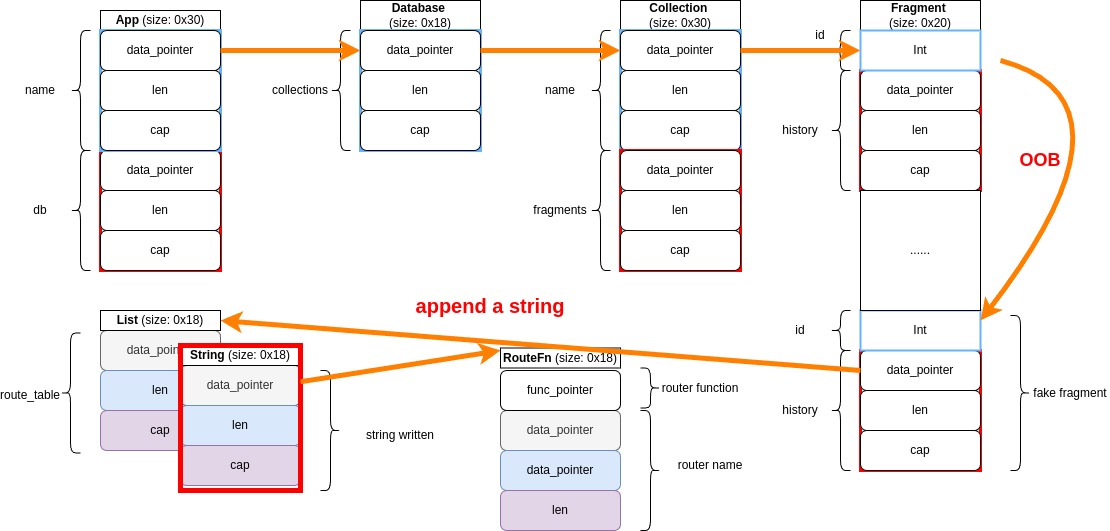 App (size: 0x30)
data_pointer
len
cap
data_pointer
len
cap
name
db
Database
(size: 0x18)
data_pointer
len
cap
collections
Collection
(size: 0x30)
data_pointer
len
cap
data_pointer
len
cap
name
fragments
Fragment
(size: 0x20)
id
Int
data_pointer
len
cap
history
OOB
......
id
Int
data_pointer
len
cap
history
fake fragment
append a string
List (size: 0x18)
data_poin
len
cap
route_table
String (size: 0x18)
data_pointer
len
cap
string written
RouteFn (size: 0x18)
func_pointer
data_pointer
data_pointer
len
router function
router name